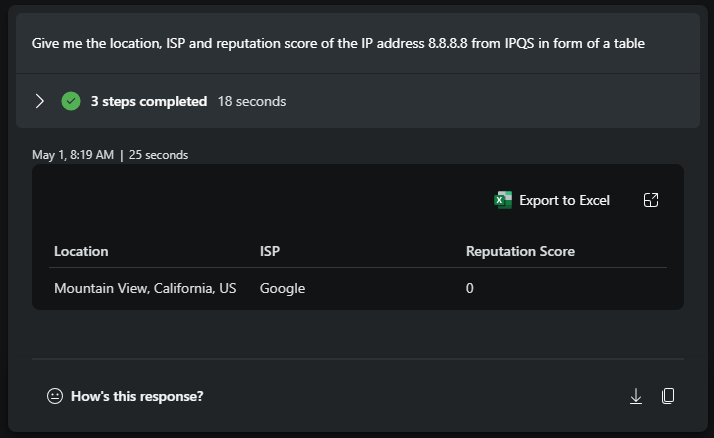 Give me the location, ISP and reputation score of the IP address 8.8.8.8 from IPQS in form of a table
3 steps completed 18 seconds
May 1, 8:19 AM | 25 seconds
Export to Excel
Location ISP Reputation Score
Mountain View, California, US Google 0
How's this response?